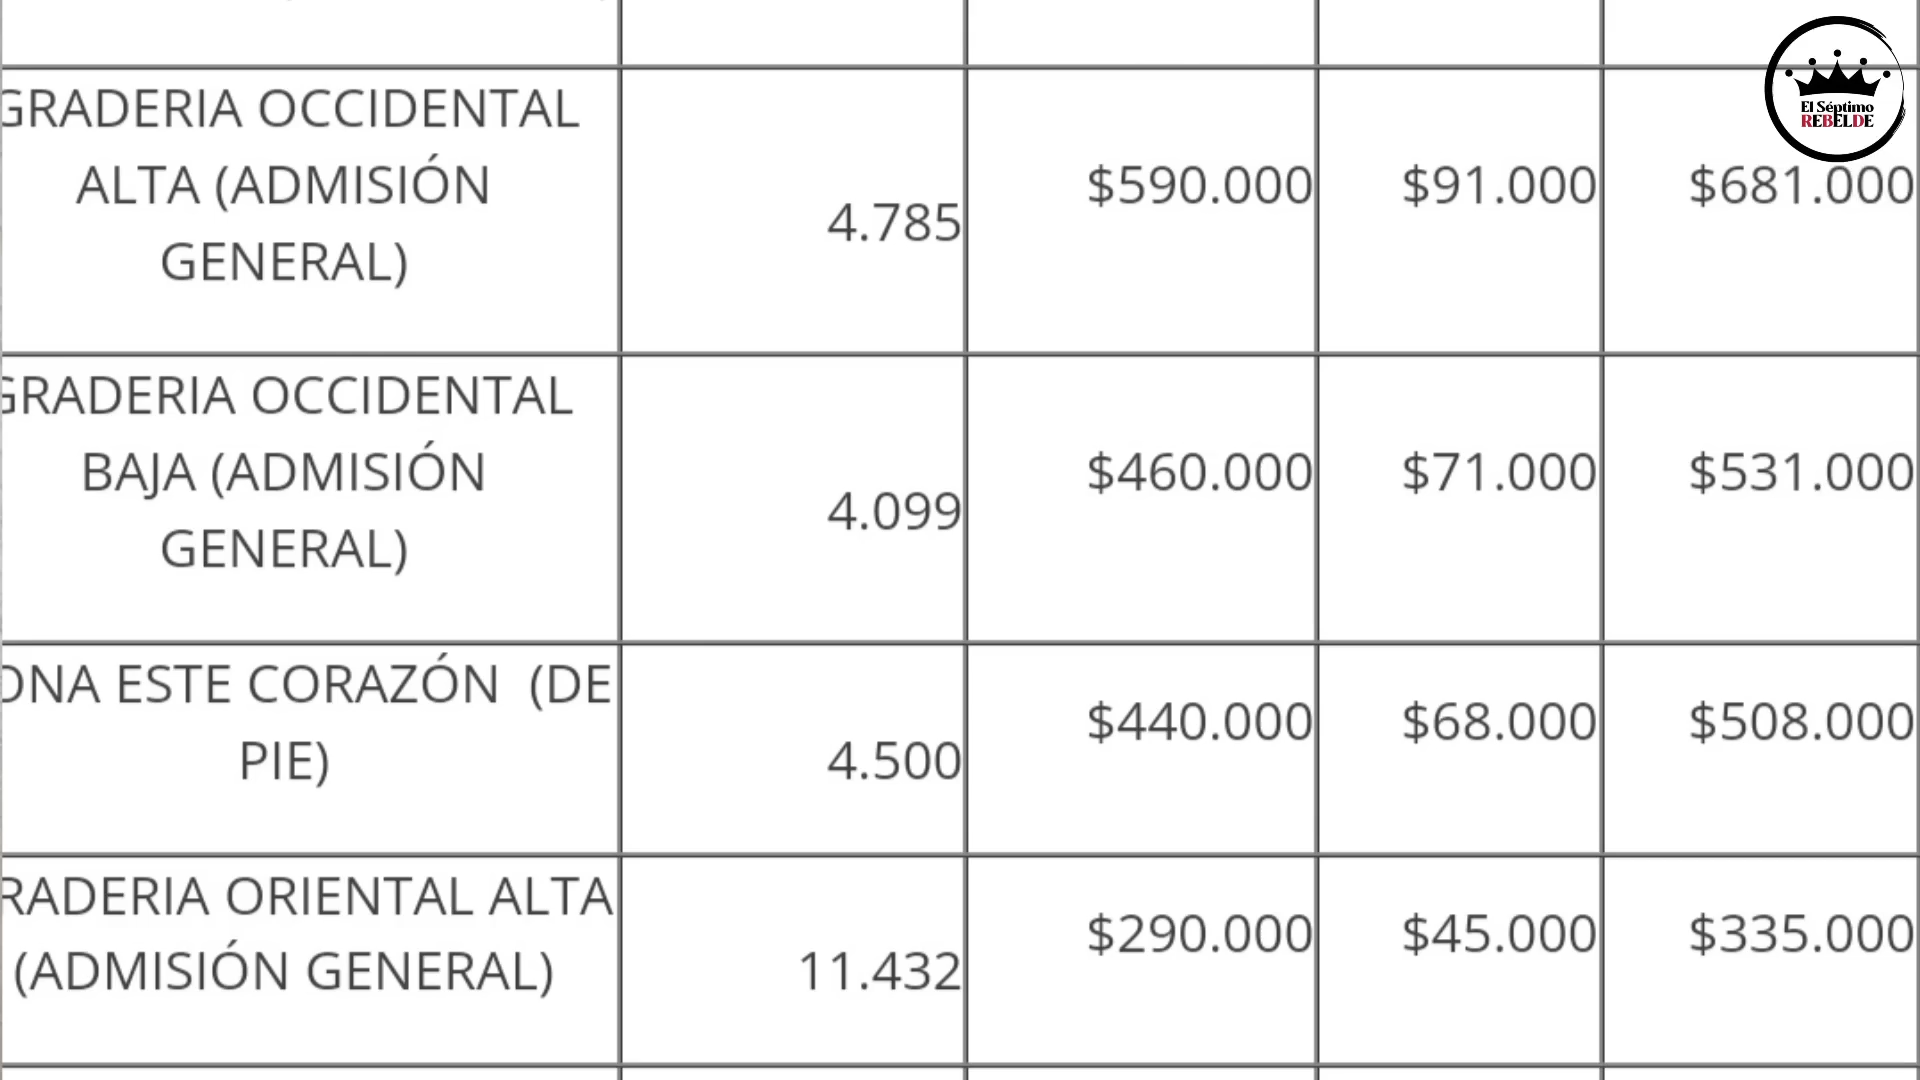 GRADERIA OCCIDENTAL
ALTA (ADMISIÓN
GENERAL)
4.785
$590.000
$91.000
$681.000
GRADERIA OCCIDENTAL
BAJA (ADMISIÓN
GENERAL)
4.099
$460.000
$71.000
$531.000
ONA ESTE CORAZÓN (DE
PIE)
4.500
$440.000
$68.000
$508.000
RADERIA ORIENTAL ALTA
(ADMISIÓN GENERAL)
11.432
$290.000
$45.000
$335.000
El Séptimo
REBELDE